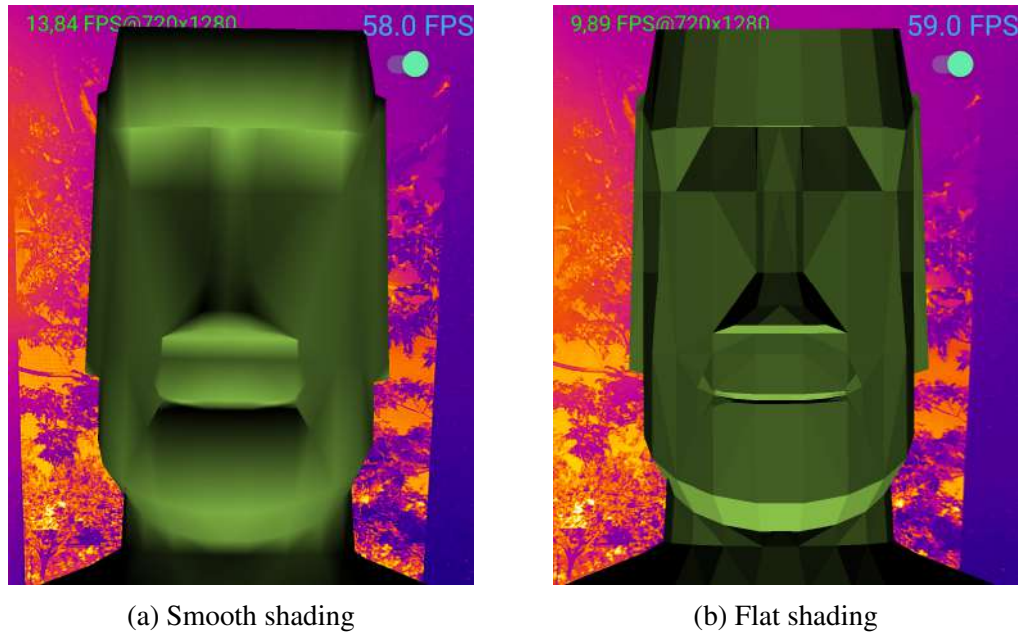 13,84 FPS@720x1280 58.0 FPS
9,89 FPS@720x1280 59.0 FPS
(a) Smooth shading
(b) Flat shading